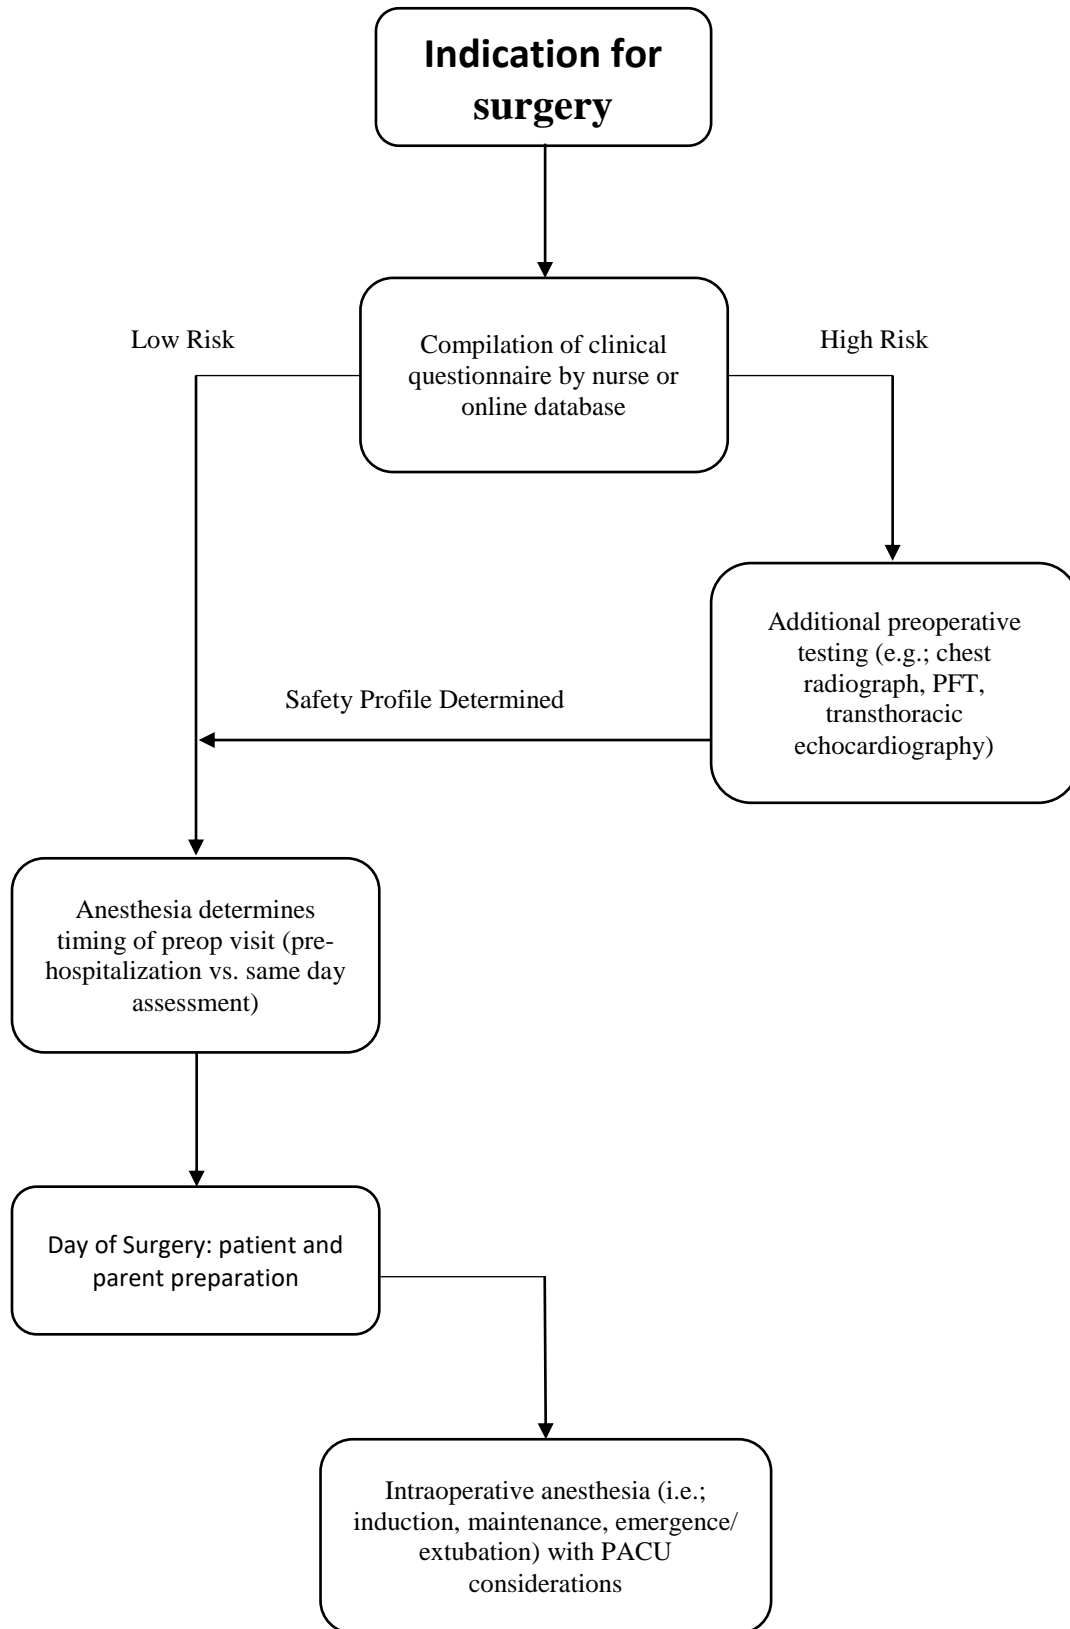 Indication for
surgery
Low Risk
High Risk
Compilation of clinical
questionnaire by nurse or
online database
Additional preoperative
testing (e.g.; chest
radiograph, PFT,
transthoracic
echocardiography)
Safety Profile Determined
Anesthesia determines
timing of preop visit (pre-
hospitalization vs. same day
assessment)
Day of Surgery: patient and
parent preparation
Intraoperative anesthesia (i.e.;
induction, maintenance, emergence/
extubation) with PACU
considerations